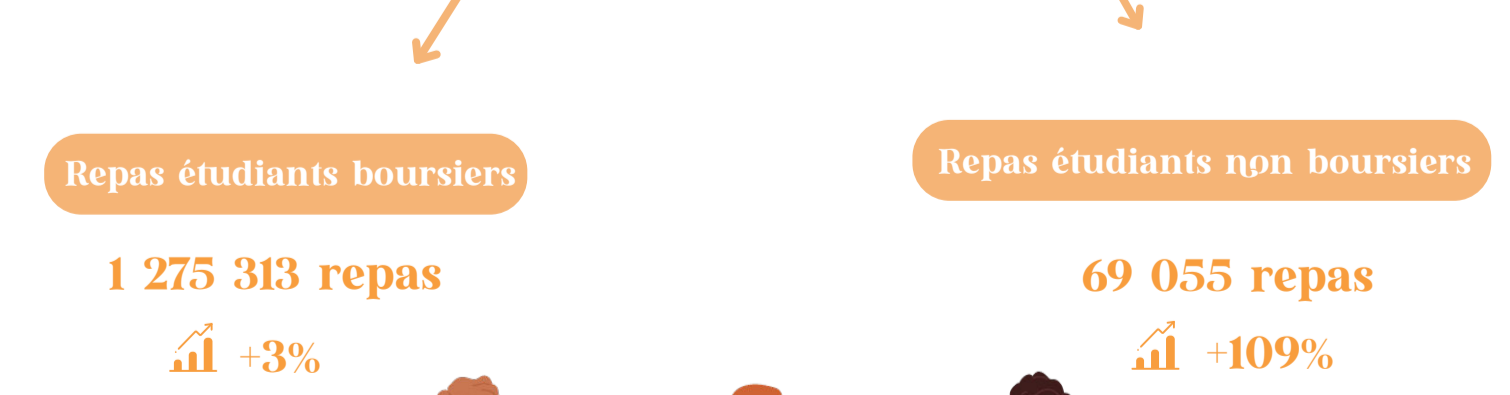 Repas étudiants boursiers
1 275 313 repas
+3%
Repas étudiants non boursiers
69 055 repas
+109%